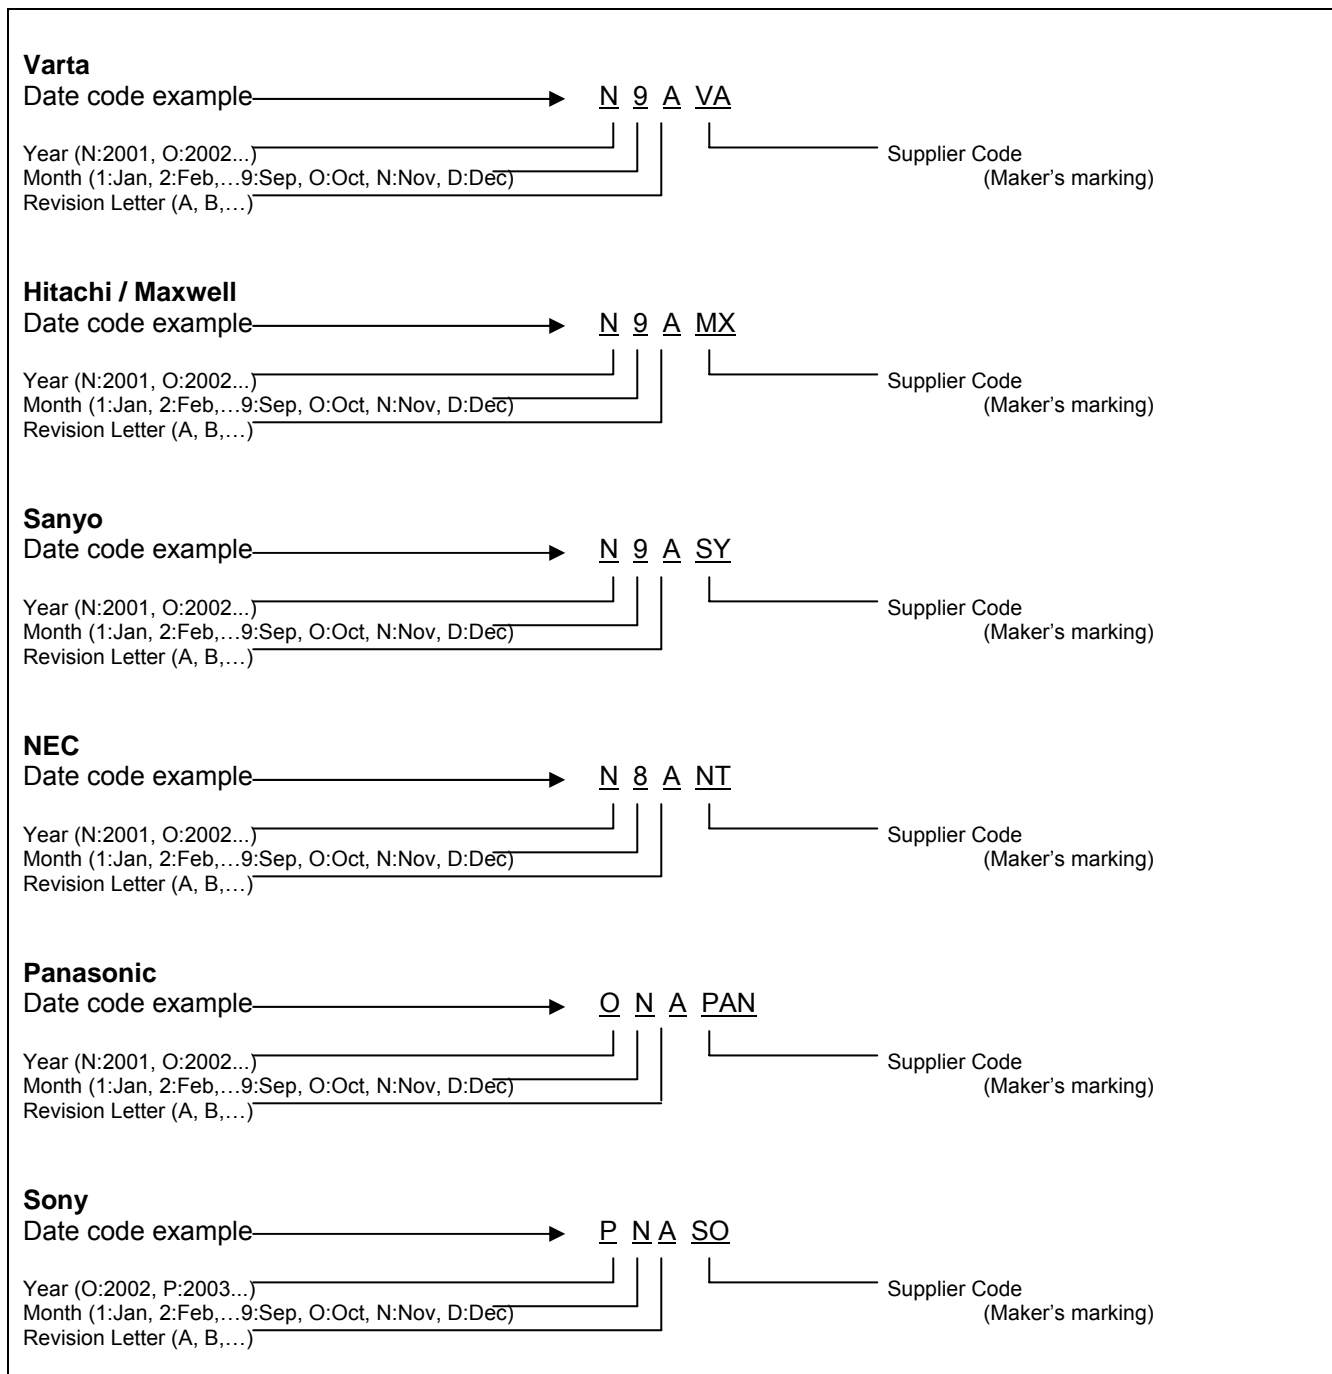 Varta
Date code example N 9 A VA
Year (N:2001, O:2002...) Supplier Code
Month (1:Jan, 2:Feb,…9:Sep, O:Oct, N:Nov, D:Dec) (Maker’s marking)
Revision Letter (A, B,…)
Hitachi / Maxwell
Date code example N 9 A MX
Year (N:2001, O:2002...) Supplier Code
Month (1:Jan, 2:Feb,…9:Sep, O:Oct, N:Nov, D:Dec) (Maker’s marking)
Revision Letter (A, B,…)
Sanyo
Date code example N 9 A SY
Year (N:2001, O:2002...) Supplier Code
Month (1:Jan, 2:Feb,…9:Sep, O:Oct, N:Nov, D:Dec) (Maker’s marking)
Revision Letter (A, B,…)
NEC
Date code example N 8 A NT
Year (N:2001, O:2002...) Supplier Code
Month (1:Jan, 2:Feb,…9:Sep, O:Oct, N:Nov, D:Dec) (Maker’s marking)
Revision Letter (A, B,…)
Panasonic
Date code example O N A PAN
Year (N:2001, O:2002...) Supplier Code
Month (1:Jan, 2:Feb,…9:Sep, O:Oct, N:Nov, D:Dec) (Maker’s marking)
Revision Letter (A, B,…)
Sony
Date code example P N A SO
Year (O:2002, P:2003...) Supplier Code
Month (1:Jan, 2:Feb,…9:Sep, O:Oct, N:Nov, D:Dec) (Maker’s marking)
Revision Letter (A, B,…)